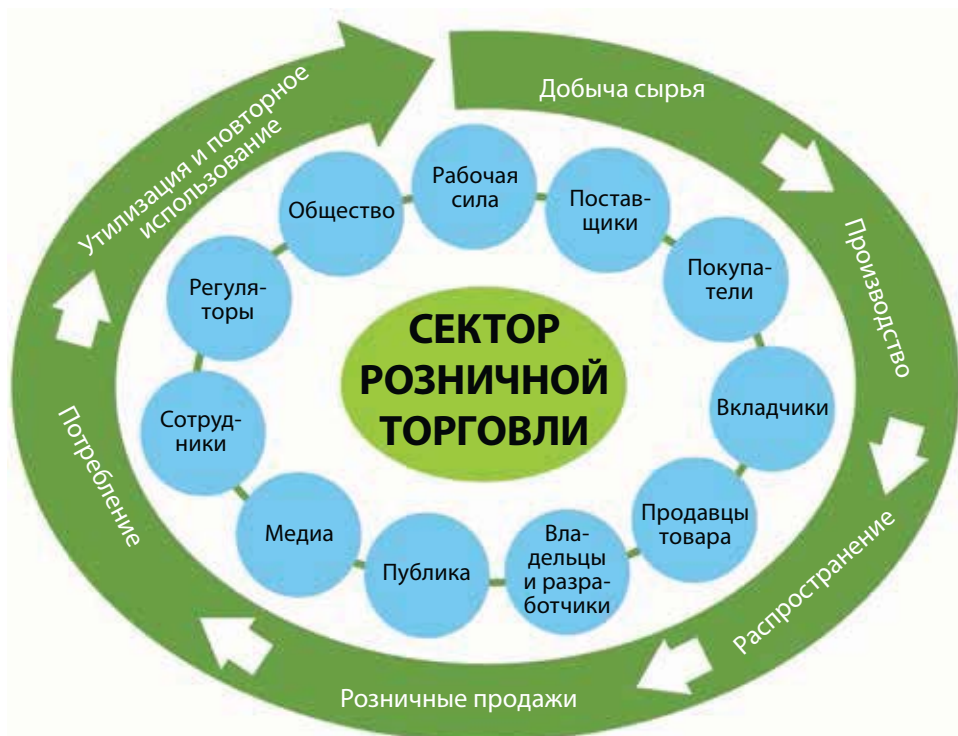 Добыча сырья
Производство
Распространение
Розничные продажи
Потребление
Утилизация и повторное
использование
Рабочая
сила
Постав-
щики
Покупа-
тели
Вкладчики
Продавцы
товара
Вла-
дельцы
и разра-
ботчики
Публика
Медиа
Сотруд-
ники
Регуля-
торы
Общество
СЕКТОР
РОЗНИЧНОЙ
ТОРГОВЛИ